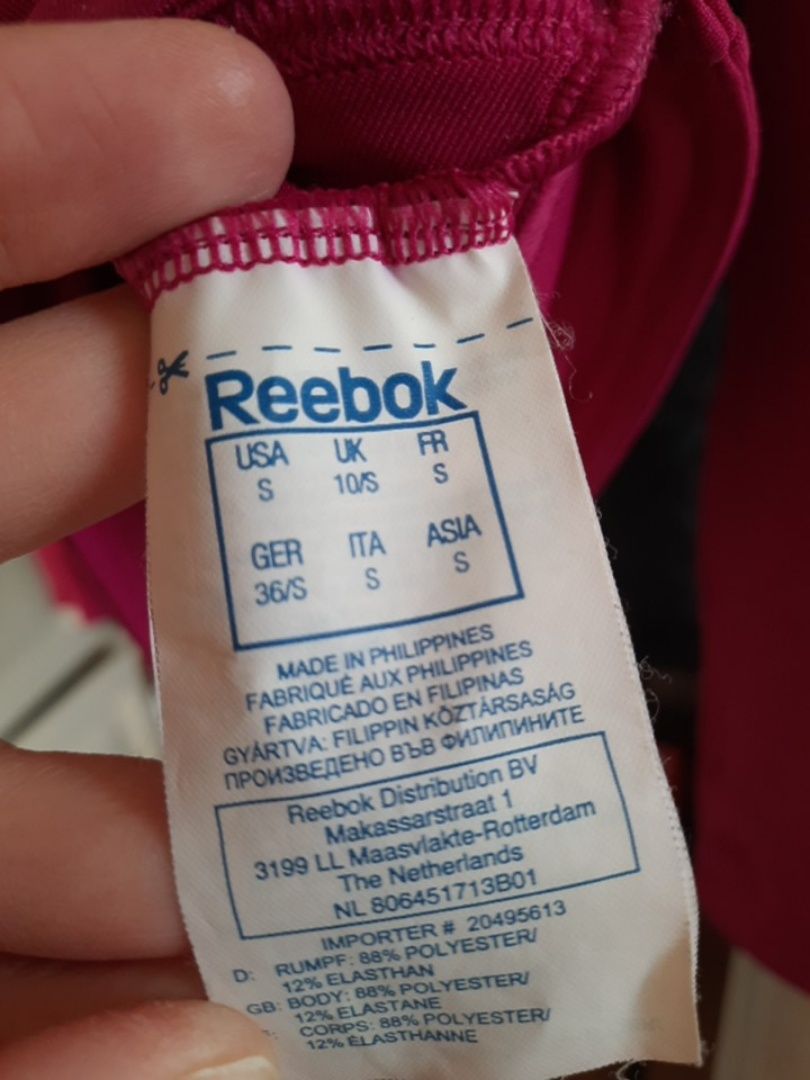 Reebok
USA UK FR
S 10/S S
GER ITA ASIA
36/S S S
MADE IN PHILIPPINES
FABRIQUÉ AUX PHILIPPINES
FABRICADO EN FILIPINAS
GYÁRTVA: FILIPPIN KÖZTÁRSASÁG
ПРОИЗВЕДЕНО ВЪВ ФИЛИПИНИТЕ
Reebok Distribution BV
Makassarstraat 1
3199 LL Maasvlakte-Rotterdam
The Netherlands
NL 806451713B01
IMPORTER # 20495613
D: RUMPF: 88% POLYESTER/
12% ELASTHAN
GB: BODY: 88% POLYESTER/
12% ELASTANE
CORPS: 88% POLYESTER/
12% ÉLASTHANNE